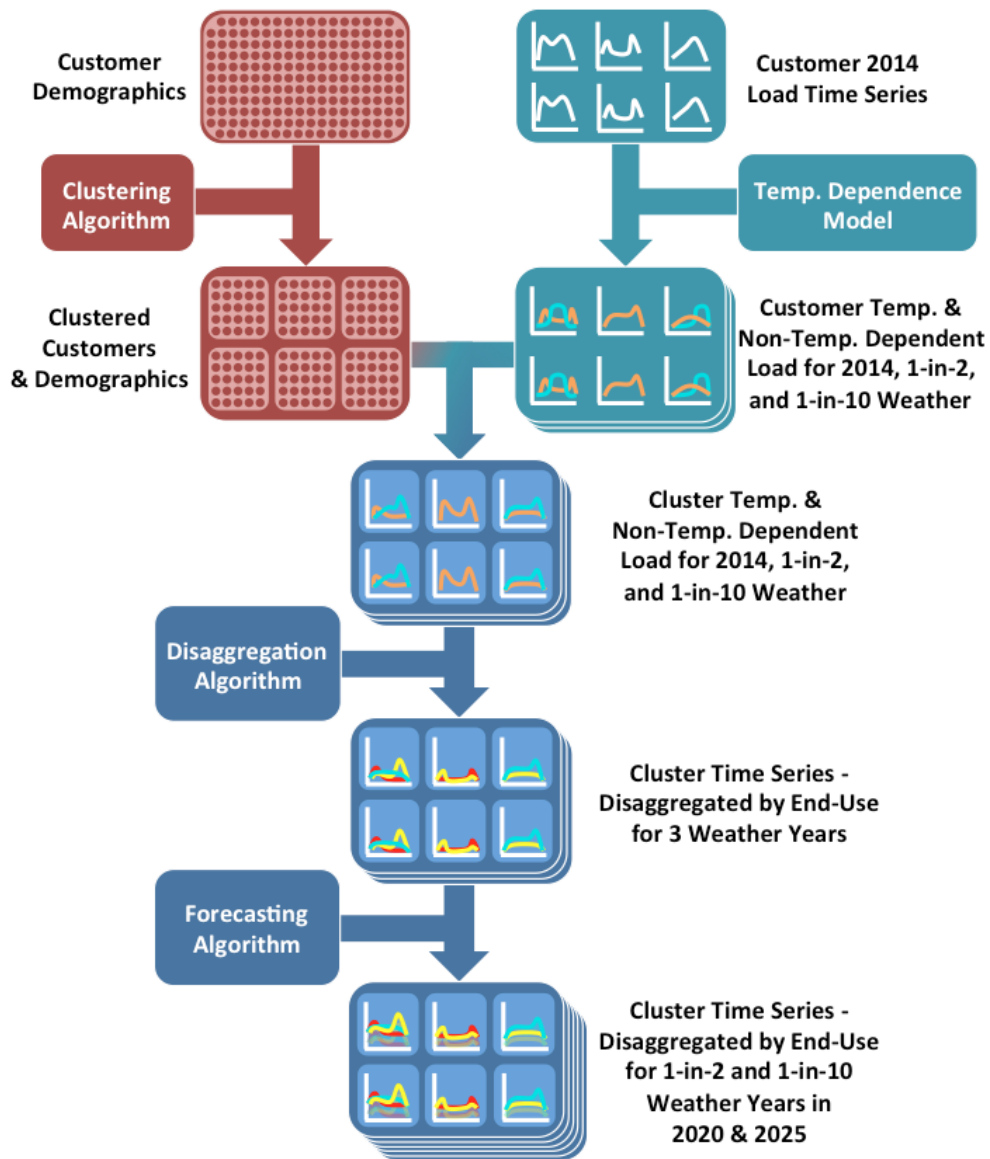 Customer
Demographics
Customer 2014
Load Time Series
Clustering
Algorithm
Temp. Dependence
Model
Clustered
Customers
& Demographics
Customer Temp. &
Non-Temp. Dependent
Load for 2014, 1-in-2,
and 1-in-10 Weather
Cluster Temp. &
Non-Temp. Dependent
Load for 2014, 1-in-2,
and 1-in-10 Weather
Disaggregation
Algorithm
Cluster Time Series -
Disaggregated by End-Use
for 3 Weather Years
Forecasting
Algorithm
Cluster Time Series -
Disaggregated by End-Use
for 1-in-2 and 1-in-10
Weather Years in
2020 & 2025